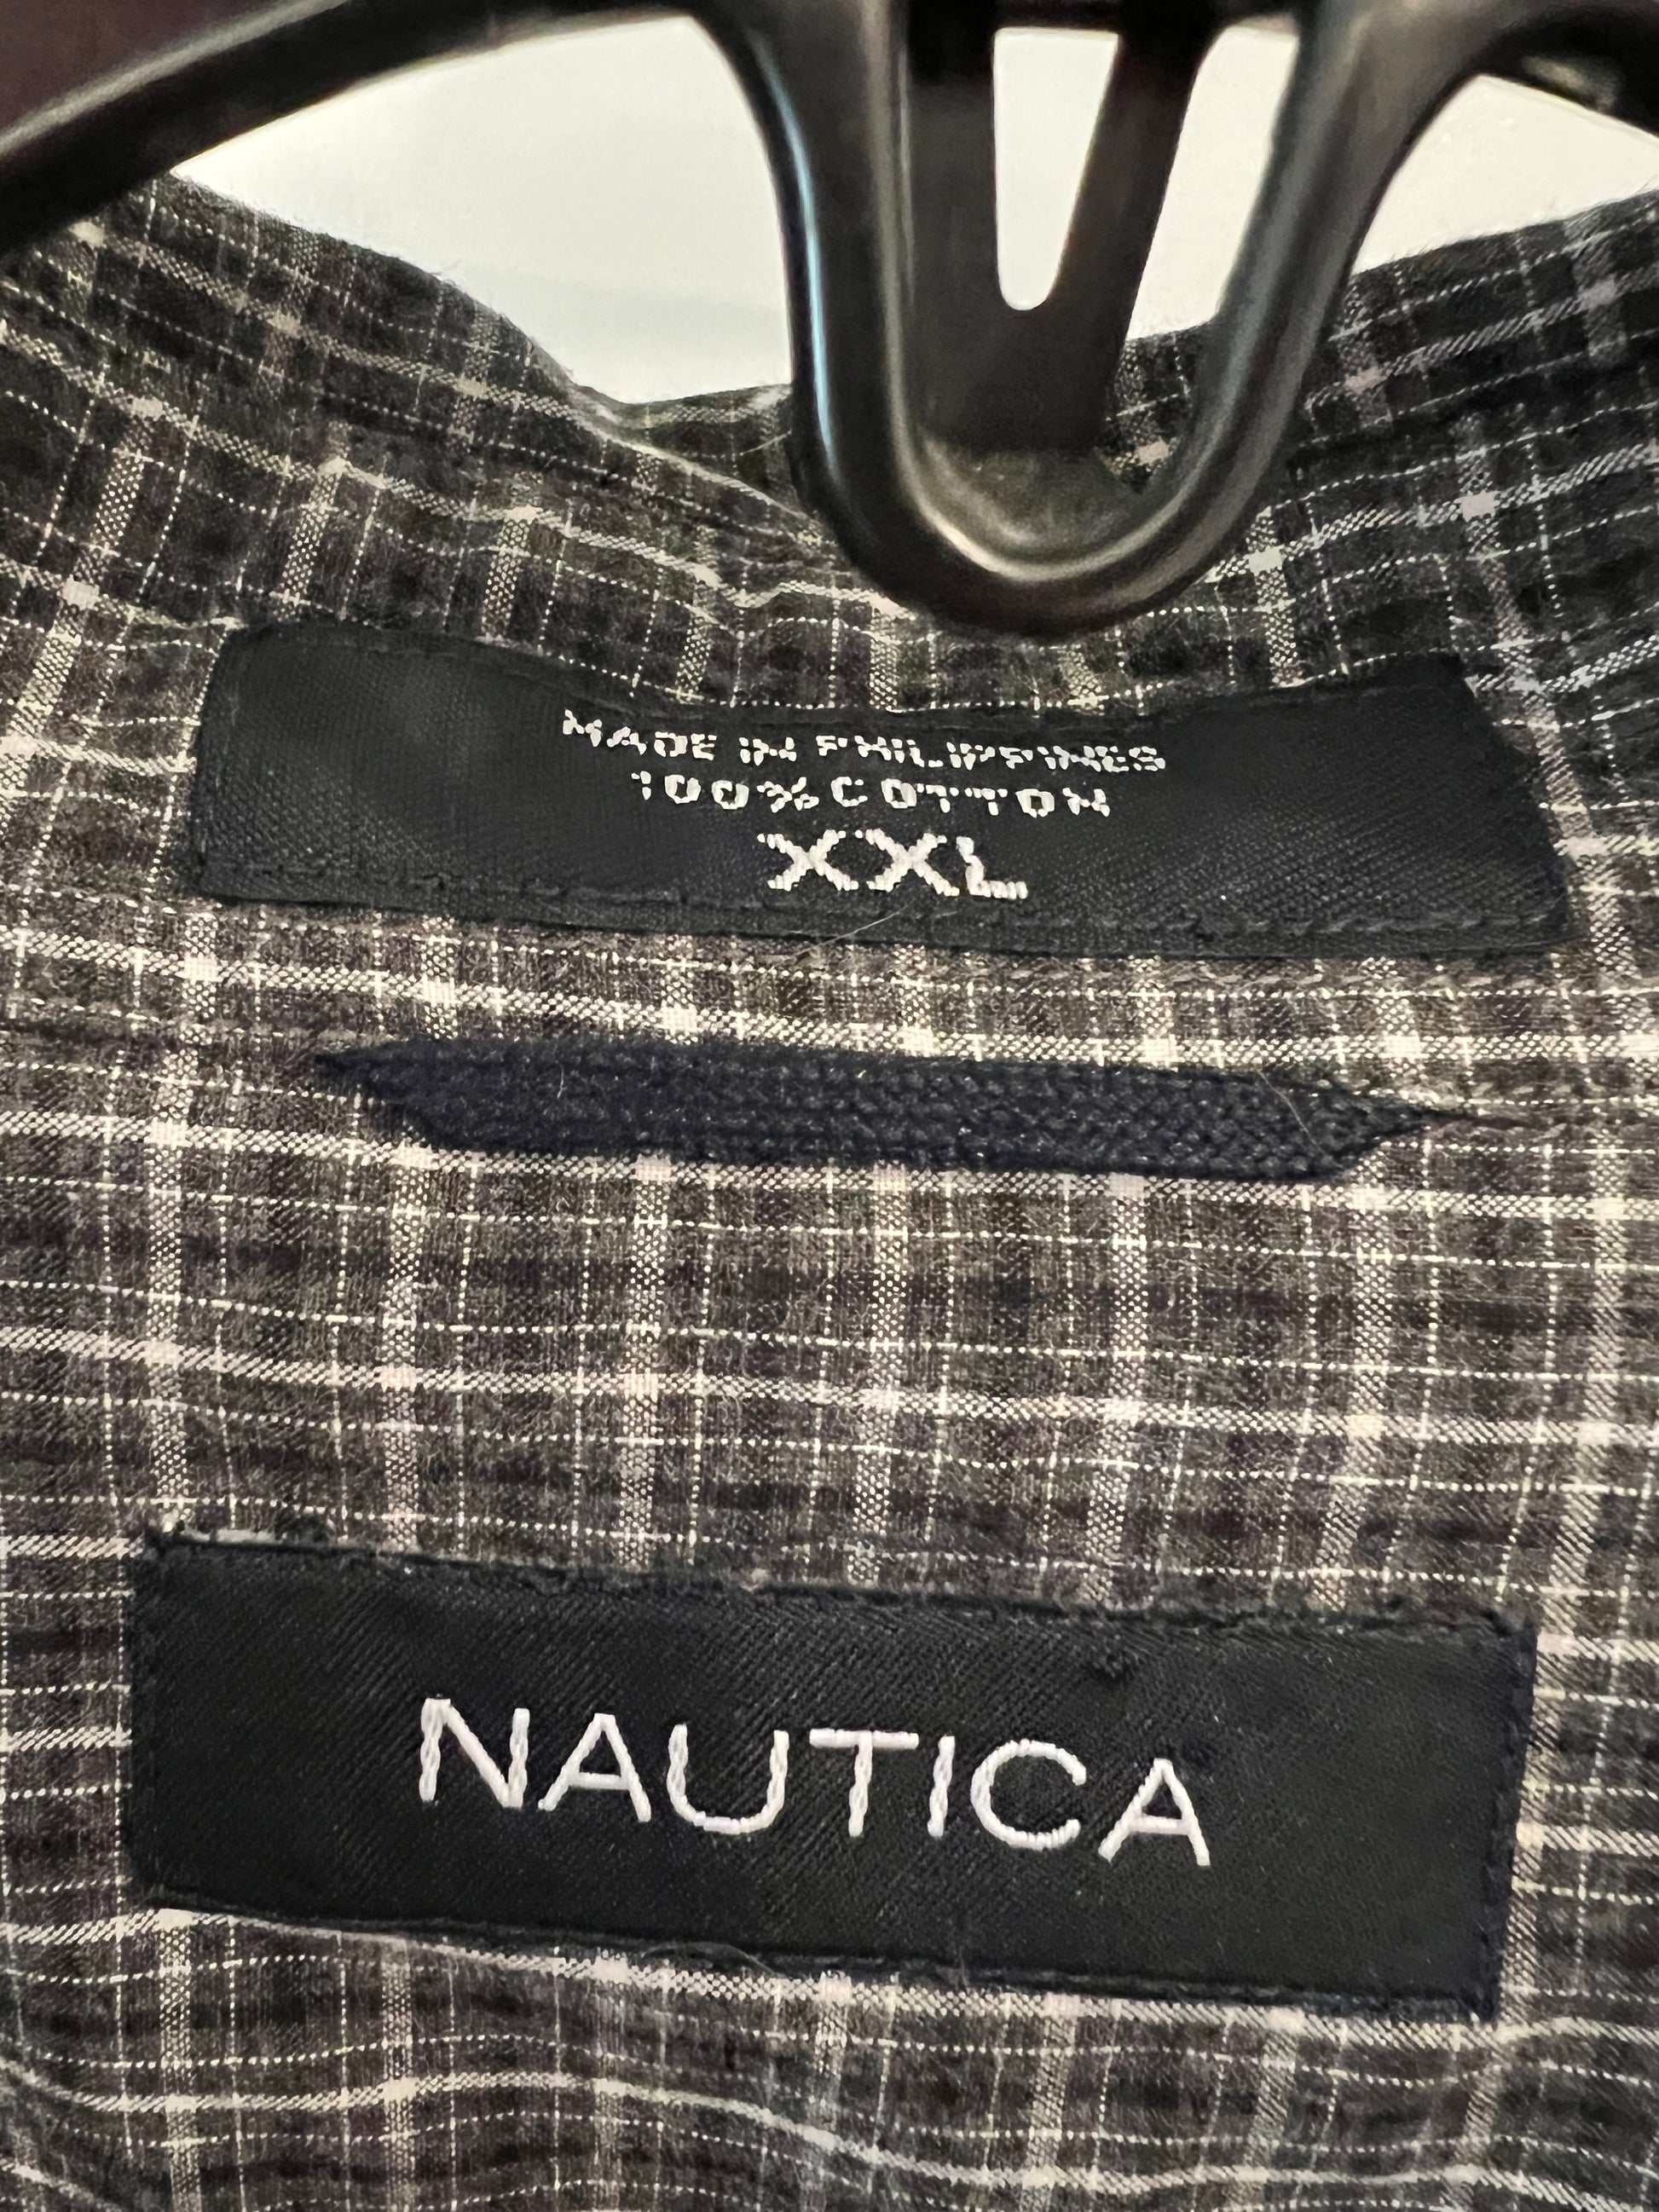 MADE IN PHILIPPINES
100% COTTON
XXL
NAUTICA